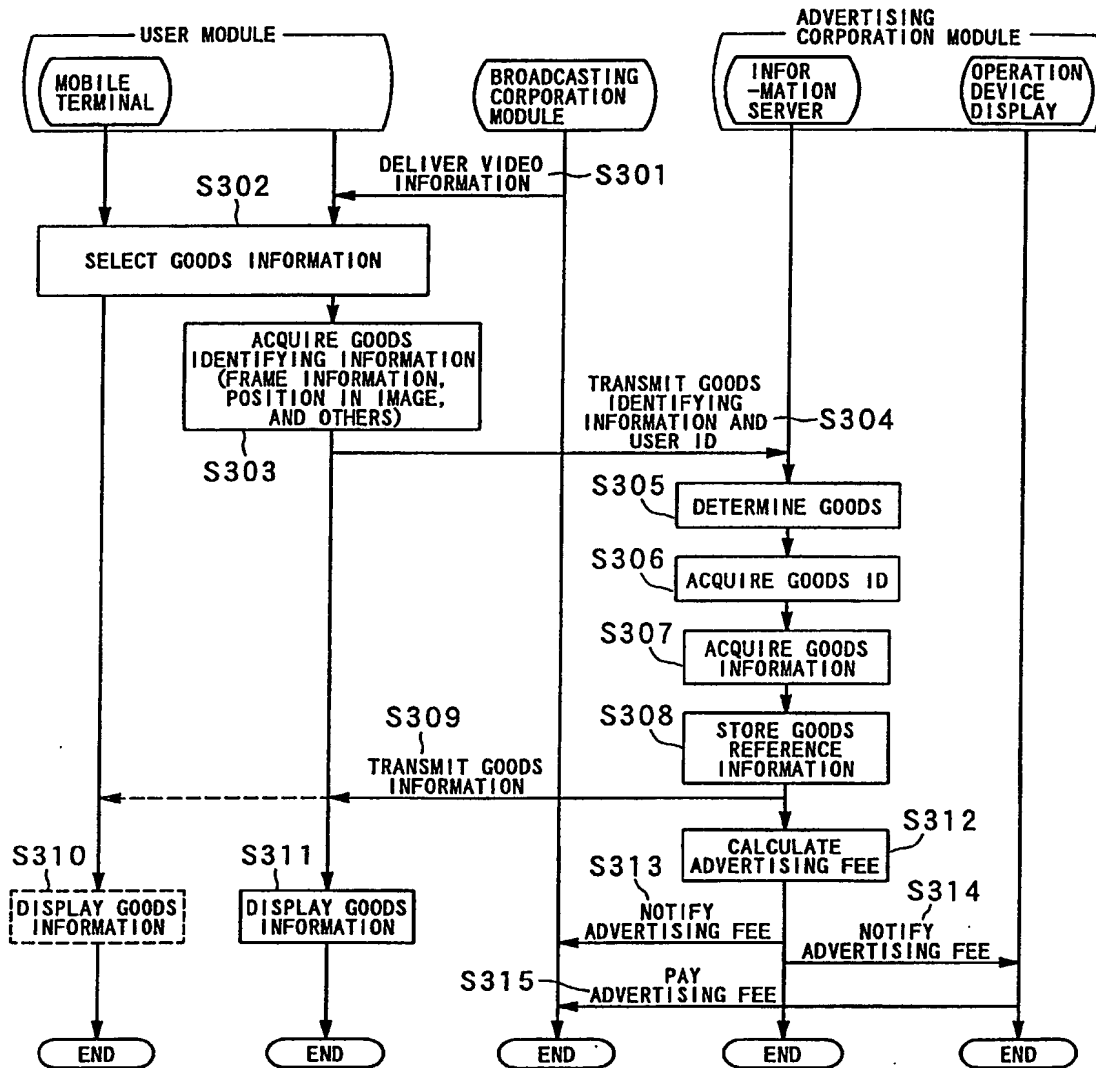 USER MODULE
ADVERTISING
CORPORATION MODULE
MOBILE
TERMINAL
BROADCASTING
CORPORATION
MODULE
INFOR
-MATION
SERVER
OPERATION
DEVICE
DISPLAY
DELIVER VIDEO
INFORMATION
S301
S302
SELECT GOODS INFORMATION
ACQUIRE GOODS
IDENTIFYING INFORMATION
(FRAME INFORMATION,
POSITION IN IMAGE,
AND OTHERS)
S303
TRANSMIT GOODS
IDENTIFYING
INFORMATION AND
USER ID
S304
S305
DETERMINE GOODS
S306
ACQUIRE GOODS ID
S307
ACQUIRE GOODS
INFORMATION
S308
STORE GOODS
REFERENCE
INFORMATION
S309
TRANSMIT GOODS
INFORMATION
S312
CALCULATE
ADVERTISING FEE
S310
DISPLAY GOODS
INFORMATION
S311
DISPLAY GOODS
INFORMATION
S313
NOTIFY
ADVERTISING FEE
S314
NOTIFY
ADVERTISING FEE
S315
PAY
ADVERTISING FEE
END
END
END
END
END